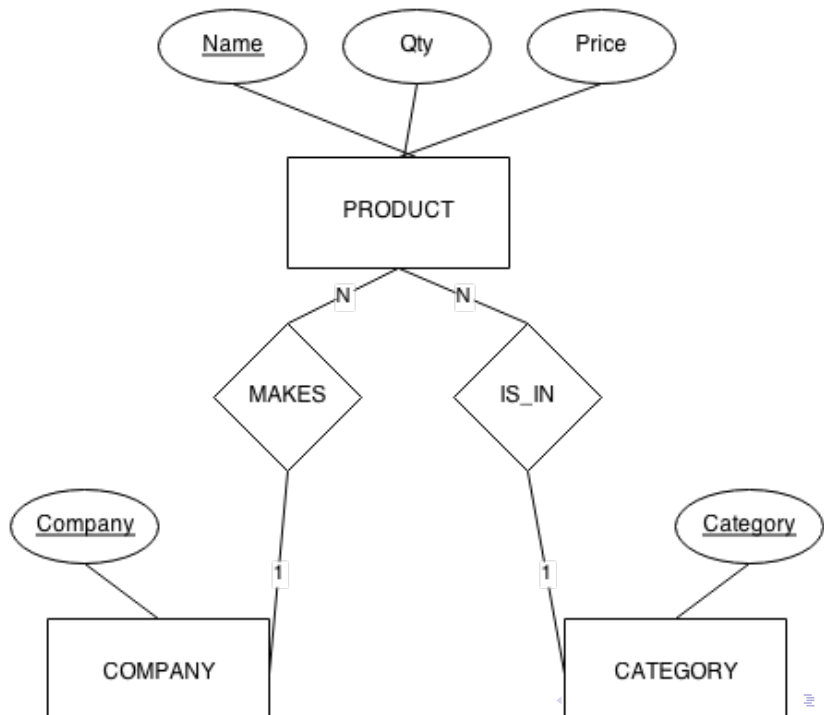 Name Qty Price
PRODUCT
N N
MAKES IS_IN
Company Category
1 1
COMPANY CATEGORY